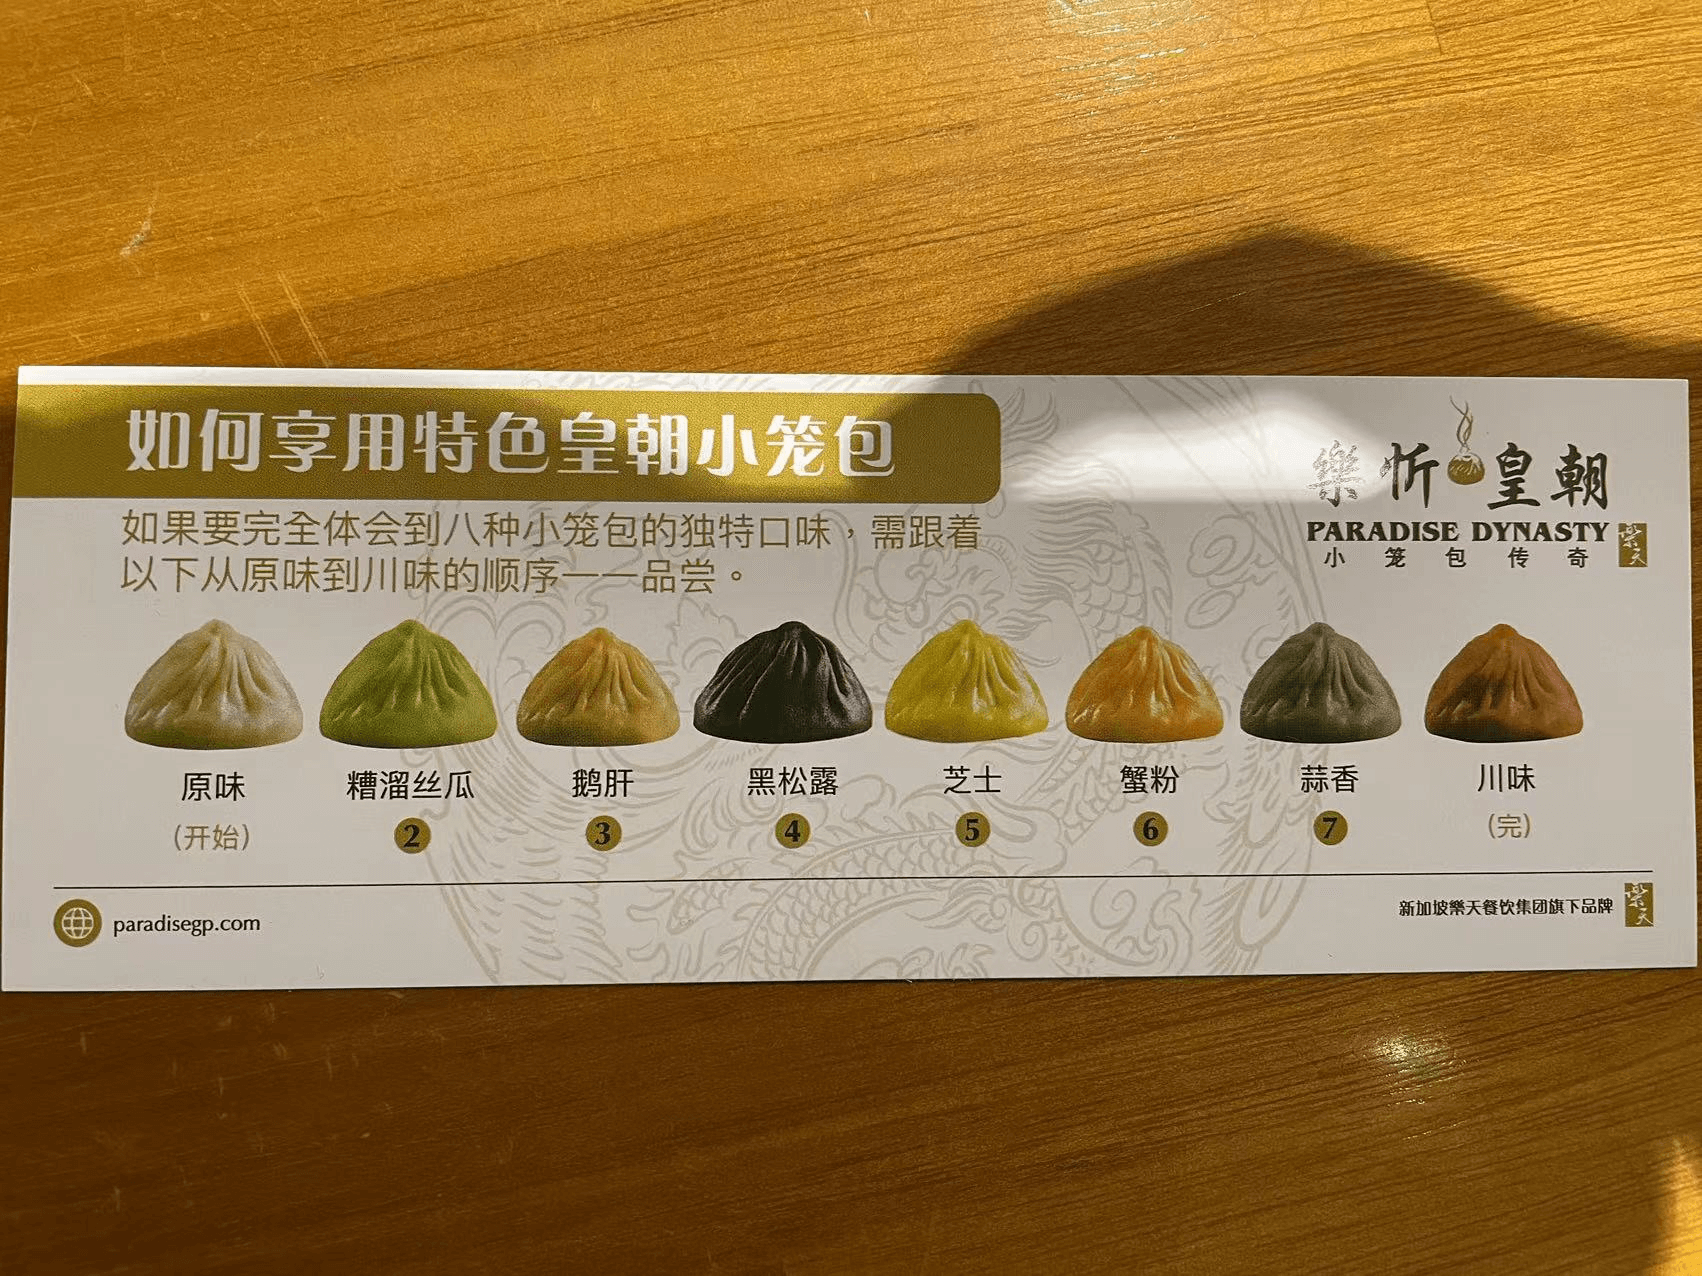 如何享用特色皇朝小笼包
如果要完全体会到八种小笼包的独特口味，需跟着
以下从原味到川味的顺序一一品尝。
樂忻皇朝
PARADISE DYNASTY
小笼包传奇
樂天
原味 糟溜丝瓜 鹅肝 黑松露 芝士 蟹粉 蒜香 川味
(开始) 2 3 4 5 6 7 (完)
paradisegp.com
新加坡樂天餐饮集团旗下品牌
樂天